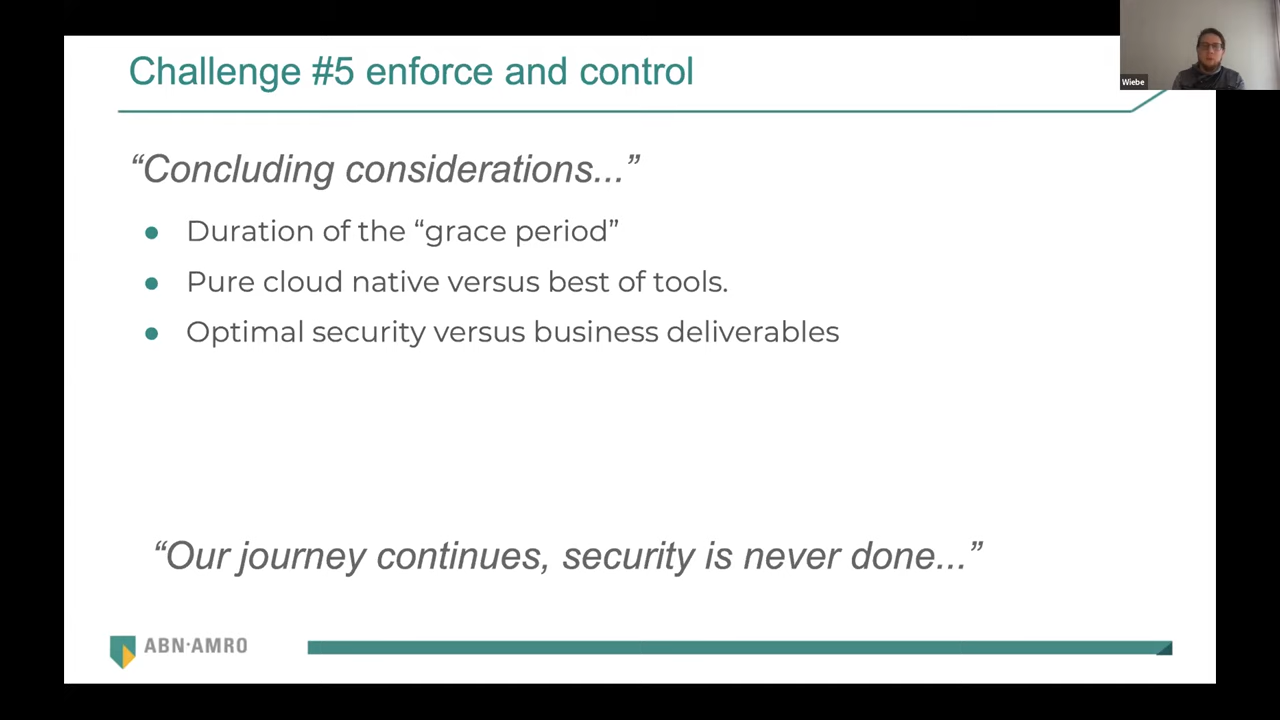 Challenge #5 enforce and control
Wiebe
“Concluding considerations...”
● Duration of the “grace period”
● Pure cloud native versus best of tools.
● Optimal security versus business deliverables
“Our journey continues, security is never done...”
ABN·AMRO